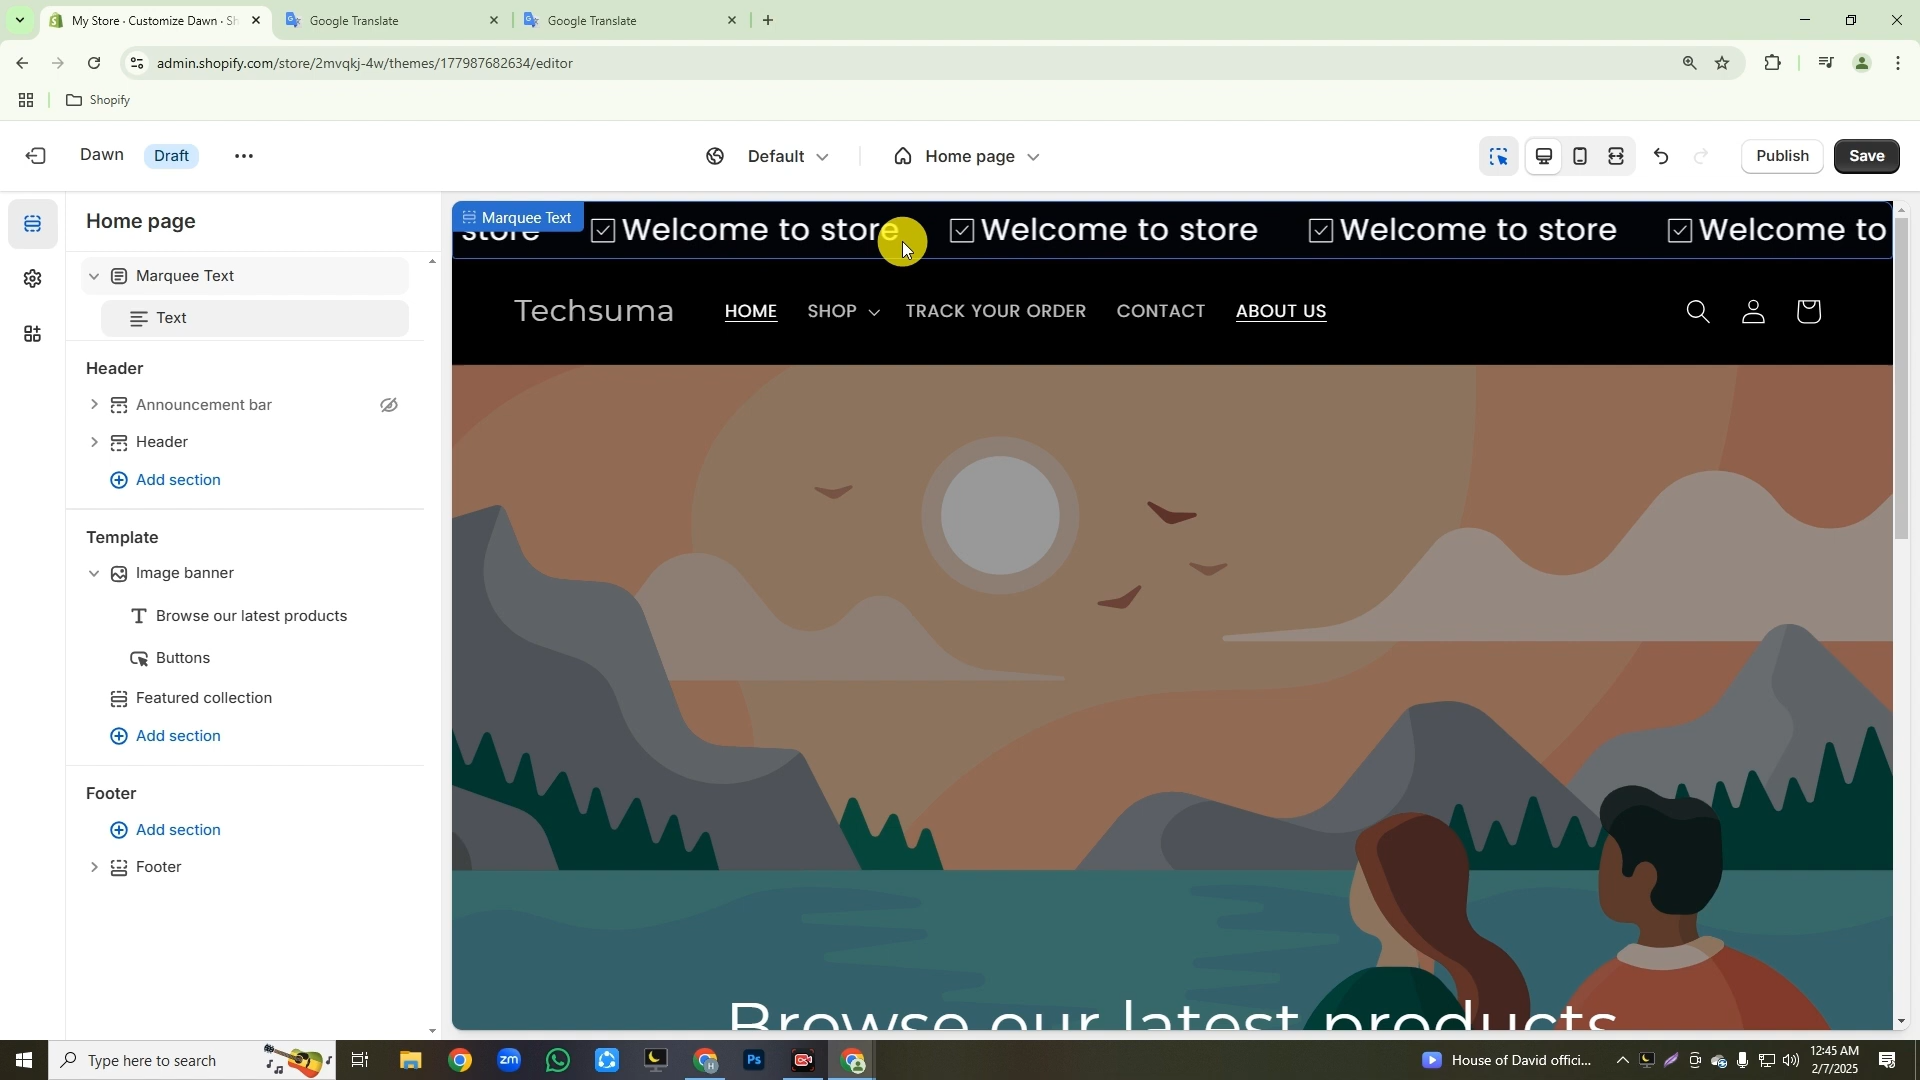 My Store · Customize Dawn · Sh
Google Translate
Google Translate
admin.shopify.com/store/2mvqkj-4w/themes/177987682634/editor
Shopify
Dawn
Draft
Default
Home page
Publish
Save
Home page
Marquee Text
Text
Header
Announcement bar
Header
Add section
Template
Image banner
Browse our latest products
Buttons
Featured collection
Add section
Footer
Add section
Footer
Marquee Text
store Welcome to store Welcome to store Welcome to store Welcome to
Techsuma HOME SHOP TRACK YOUR ORDER CONTACT ABOUT US
Browse our latest products
Type here to search
zm
Ps
House of David offici...
12:45 AM
2/7/2025